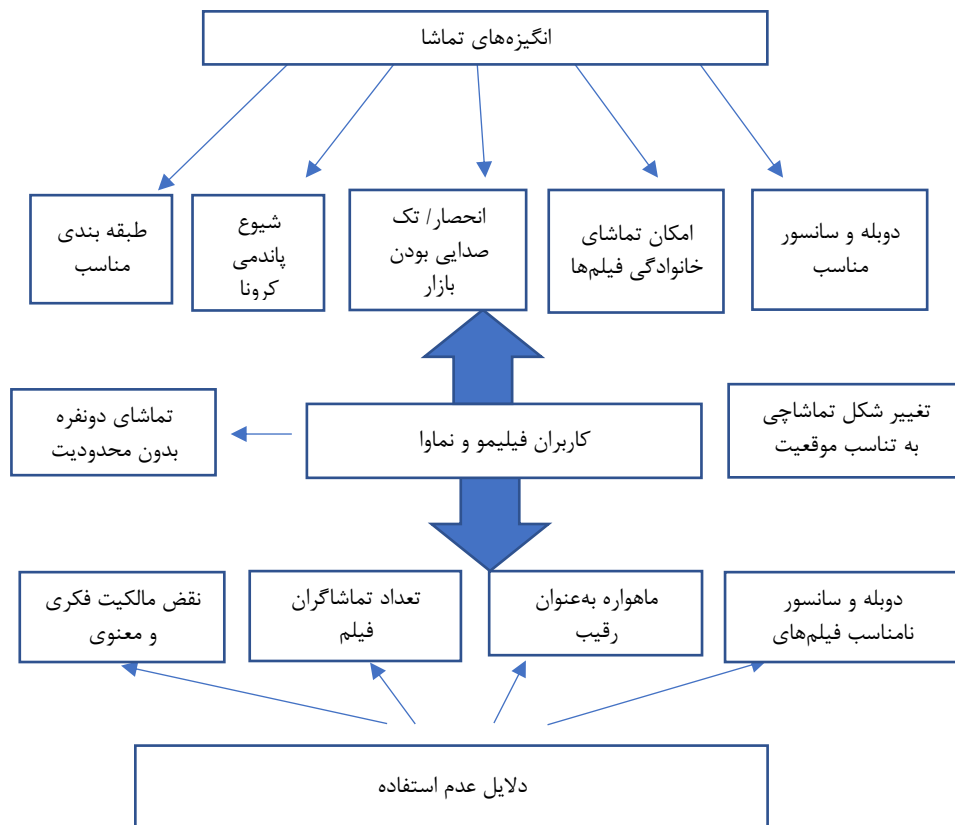 انگیزه‌های تماشا
دوبله و سانسور
مناسب
امکان تماشای
خانوادگی فیلم‌ها
انحصار/ تک
صدایی بودن
بازار
شیوع
پاندمی
کرونا
طبقه بندی
مناسب
تغییر شکل تماشاچی
به تناسب موقعیت
کاربران فیلیمو و نماوا
تماشای دونفره
بدون محدودیت
دوبله و سانسور
نامناسب فیلم‌های
ماهواره به‌عنوان
رقیب
تعداد تماشاگران
فیلم
نقض مالکیت فکری
و معنوی
دلایل عدم استفاده